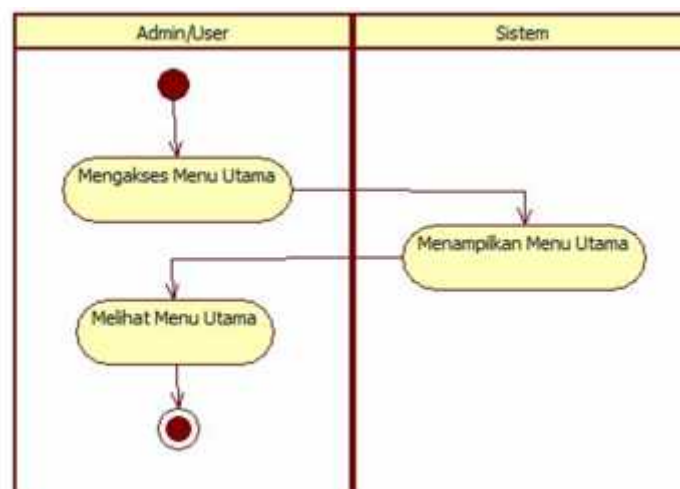 Admin/User
Sistem
Mengakses Menu Utama
Menampilkan Menu Utama
Melihat Menu Utama